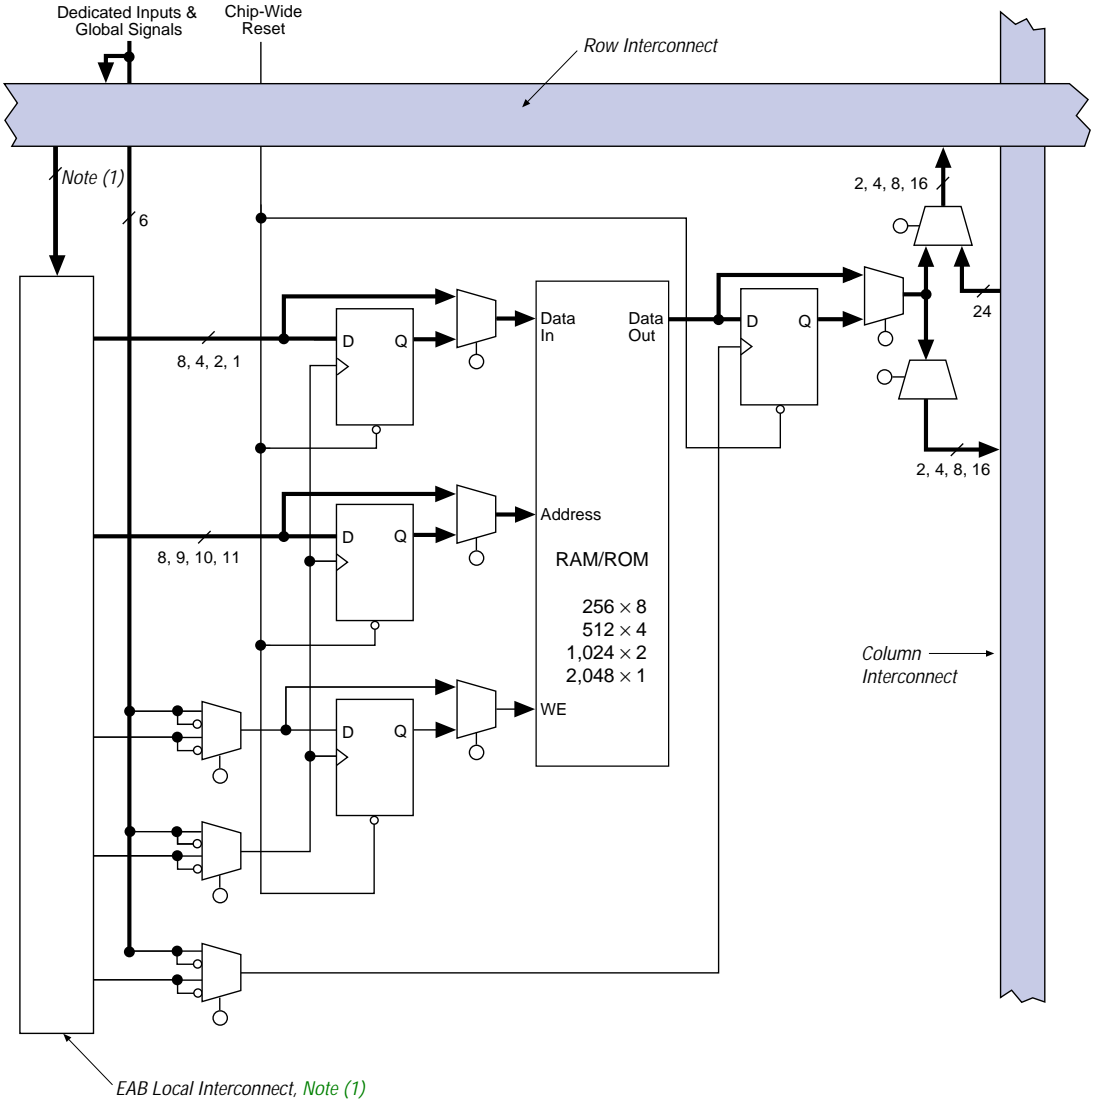 Dedicated Inputs &
Global Signals
Chip-Wide
Reset
Row Interconnect
Note (1)
6
2, 4, 8, 16
24
8, 4, 2, 1
D
Q
Data
In
Data
Out
D
Q
2, 4, 8, 16
8, 9, 10, 11
D
Q
Address
RAM/ROM
256 × 8
512 × 4
1,024 × 2
2,048 × 1
Column
Interconnect
D
Q
WE
EAB Local Interconnect, Note (1)